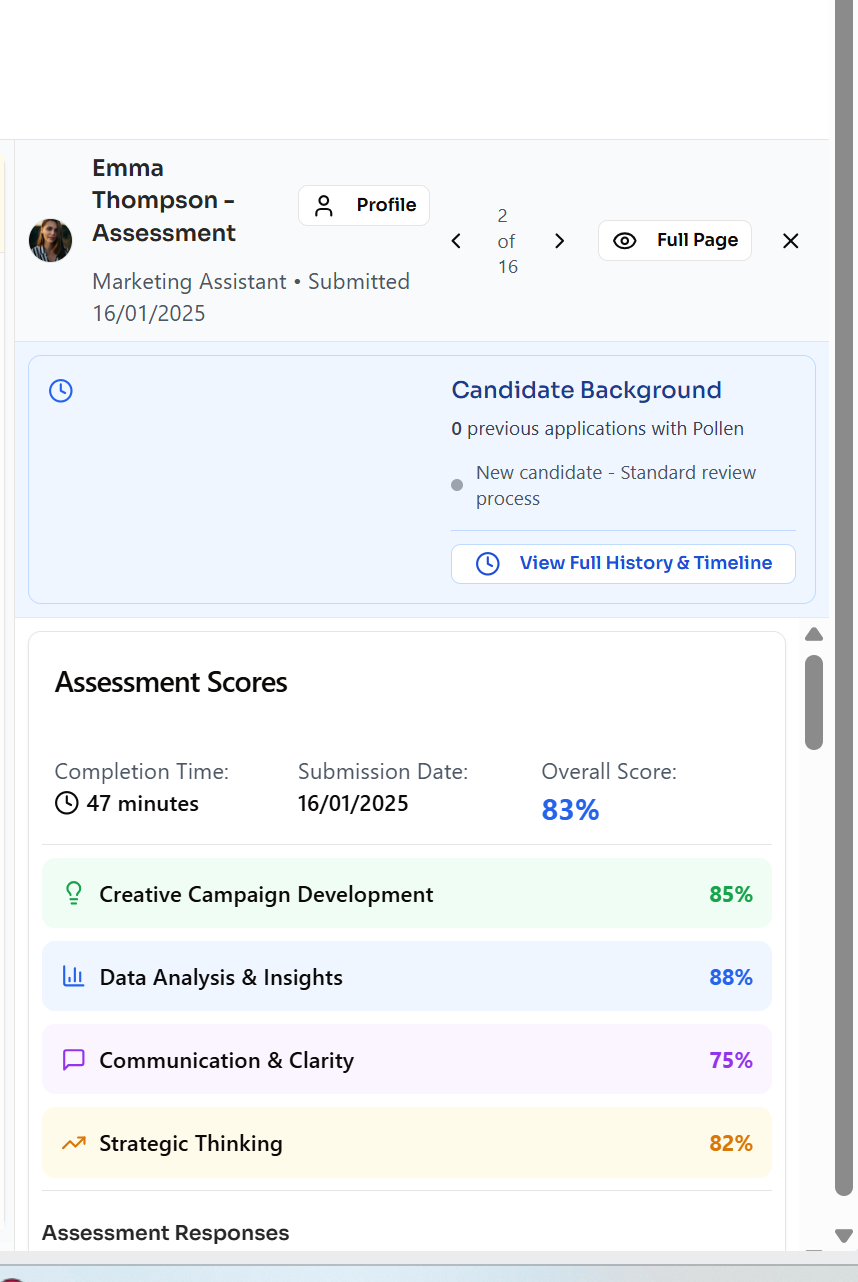 Emma
Thompson –
Assessment
Marketing Assistant • Submitted
16/01/2025
Profile
2
of
16
Full Page
Candidate Background
0 previous applications with Pollen
New candidate - Standard review
process
View Full History & Timeline
Assessment Scores
Completion Time:
47 minutes
Submission Date:
16/01/2025
Overall Score:
83%
Creative Campaign Development 85%
Data Analysis & Insights 88%
Communication & Clarity 75%
Strategic Thinking 82%
Assessment Responses